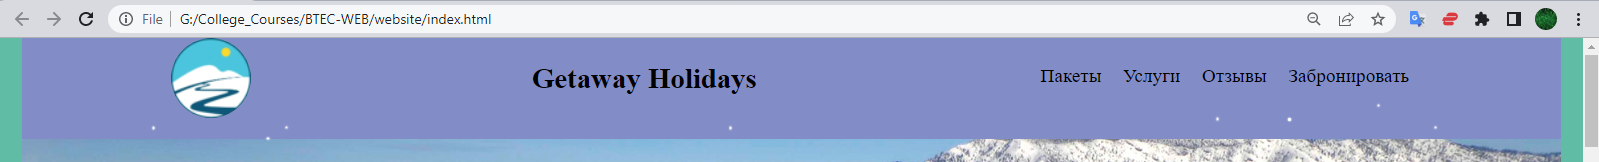 File G:/College_Courses/BTEC-WEB/website/index.html
Getaway Holidays Пакеты Услуги Отзывы Забронировать